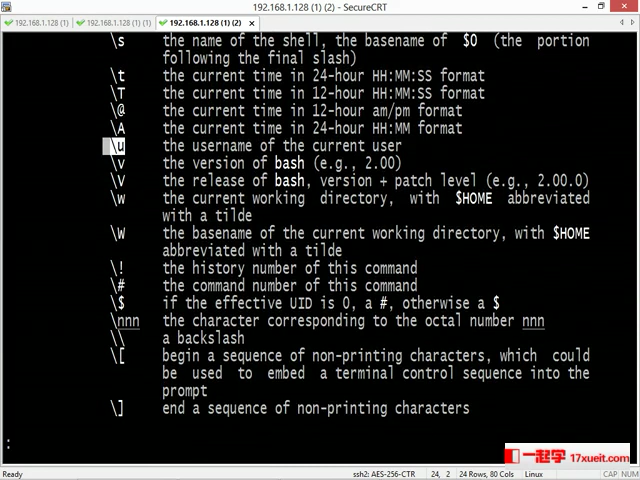 192.168.1.128 (1) (2) - SecureCRT
192.168.1.128 (1) 192.168.1.128 (1) (1) 192.168.1.128 (1) (2)
\s the name of the shell, the basename of $0 (the portion
following the final slash)
\t the current time in 24-hour HH:MM:SS format
\T the current time in 12-hour HH:MM:SS format
\@ the current time in 12-hour am/pm format
\A the current time in 24-hour HH:MM format
\u the username of the current user
\v the version of bash (e.g., 2.00)
\V the release of bash, version + patch level (e.g., 2.00.0)
\w the current working directory, with $HOME abbreviated
with a tilde
\W the basename of the current working directory, with $HOME
abbreviated with a tilde
\! the history number of this command
\# the command number of this command
\$ if the effective UID is 0, a #, otherwise a $
\nnn the character corresponding to the octal number nnn
\\ a backslash
\[ begin a sequence of non-printing characters, which could
be used to embed a terminal control sequence into the
prompt
\] end a sequence of non-printing characters
:
一起学 17xueit.com
Ready ssh2: AES-256-CTR 24, 2 24 Rows, 80 Cols Linux CAP NUM